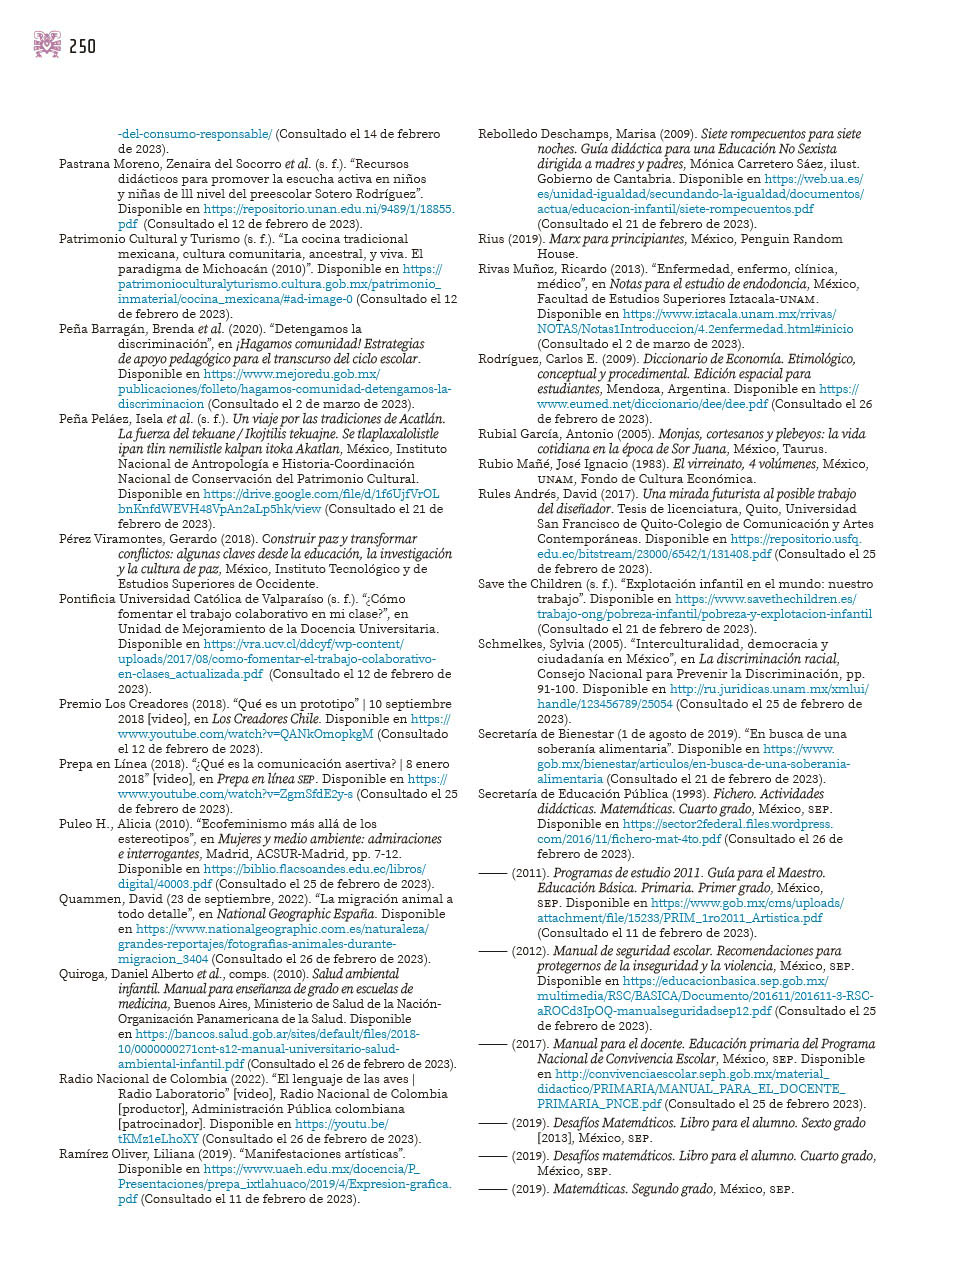 250
-del-consumo-responsable/ (Consultado el 14 de febrero
de 2023).
Pastrana Moreno, Zenaira del Socorro et al. (s. f.). “Recursos
didácticos para promover la escucha activa en niños
y niñas de lll nivel del preescolar Sotero Rodríguez”.
Disponible en https://repositorio.unan.edu.ni/9489/1/18855.
pdf (Consultado el 12 de febrero de 2023).
Patrimonio Cultural y Turismo (s. f.). “La cocina tradicional
mexicana, cultura comunitaria, ancestral, y viva. El
paradigma de Michoacán (2010)”. Disponible en https://
patrimonioculturalyturismo.cultura.gob.mx/patrimonio_
inmaterial/cocina_mexicana/#ad-image-0 (Consultado el 12
de febrero de 2023).
Peña Barragán, Brenda et al. (2020). “Detengamos la
discriminación”, en ¡Hagamos comunidad! Estrategias
de apoyo pedagógico para el transcurso del ciclo escolar.
Disponible en https://www.mejoredu.gob.mx/
publicaciones/folleto/hagamos-comunidad-detengamos-la-
discriminacion (Consultado el 2 de marzo de 2023).
Peña Peláez, Isela et al. (s. f.). Un viaje por las tradiciones de Acatlán.
La fuerza del tekuane / Ikojtilis tekuajne. Se tlaplaxalolistle
ipan tlin nemilistle kalpan itoka Akatlan, México, Instituto
Nacional de Antropología e Historia-Coordinación
Nacional de Conservación del Patrimonio Cultural.
Disponible en https://drive.google.com/file/d/1f6UjfVrOL
bnKnfdWEVH48VpAn2aLp5hk/view (Consultado el 21 de
febrero de 2023).
Pérez Viramontes, Gerardo (2018). Construir paz y transformar
conflictos: algunas claves desde la educación, la investigación
y la cultura de paz, México, Instituto Tecnológico y de
Estudios Superiores de Occidente.
Pontificia Universidad Católica de Valparaíso (s. f.). “¿Cómo
fomentar el trabajo colaborativo en mi clase?”, en
Unidad de Mejoramiento de la Docencia Universitaria.
Disponible en https://vra.ucv.cl/ddcyf/wp-content/
uploads/2017/08/como-fomentar-el-trabajo-colaborativo-
en-clases_actualizada.pdf (Consultado el 12 de febrero de
2023).
Premio Los Creadores (2018). “Qué es un prototipo” | 10 septiembre
2018 [video], en Los Creadores Chile. Disponible en https://
www.youtube.com/watch?v=QANkOmopkgM (Consultado
el 12 de febrero de 2023).
Prepa en Línea (2018). “¿Qué es la comunicación asertiva? | 8 enero
2018” [video], en Prepa en línea SEP. Disponible en https://
www.youtube.com/watch?v=ZgmSfdE2y-s (Consultado el 25
de febrero de 2023).
Puleo H., Alicia (2010). “Ecofeminismo más allá de los
estereotipos”, en Mujeres y medio ambiente: admiraciones
e interrogantes, Madrid, ACSUR-Madrid, pp. 7-12.
Disponible en https://biblio.flacsoandes.edu.ec/libros/
digital/40003.pdf (Consultado el 25 de febrero de 2023).
Quammen, David (23 de septiembre, 2022). “La migración animal a
todo detalle”, en National Geographic España. Disponible
en https://www.nationalgeographic.com.es/naturaleza/
grandes-reportajes/fotografias-animales-durante-
migracion_3404 (Consultado el 26 de febrero de 2023).
Quiroga, Daniel Alberto et al., comps. (2010). Salud ambiental
infantil. Manual para enseñanza de grado en escuelas de
medicina, Buenos Aires, Ministerio de Salud de la Nación-
Organización Panamericana de la Salud. Disponible
en https://bancos.salud.gob.ar/sites/default/files/2018-
10/0000000271cnt-s12-manual-universitario-salud-
ambiental-infantil.pdf (Consultado el 26 de febrero de 2023).
Radio Nacional de Colombia (2022). “El lenguaje de las aves |
Radio Laboratorio” [video], Radio Nacional de Colombia
[productor], Administración Pública colombiana
[patrocinador]. Disponible en https://youtu.be/
tKMz1eLhoXY (Consultado el 26 de febrero de 2023).
Ramírez Oliver, Liliana (2019). “Manifestaciones artísticas”.
Disponible en https://www.uaeh.edu.mx/docencia/P_
Presentaciones/prepa_ixtlahuaco/2019/4/Expresion-grafica.
pdf (Consultado el 11 de febrero de 2023).
Rebolledo Deschamps, Marisa (2009). Siete rompecuentos para siete
noches. Guía didáctica para una Educación No Sexista
dirigida a madres y padres, Mónica Carretero Sáez, ilust.
Gobierno de Cantabria. Disponible en https://web.ua.es/
es/unidad-igualdad/secundando-la-igualdad/documentos/
actua/educacion-infantil/siete-rompecuentos.pdf
(Consultado el 21 de febrero de 2023).
Rius (2019). Marx para principiantes, México, Penguin Random
House.
Rivas Muñoz, Ricardo (2013). “Enfermedad, enfermo, clínica,
médico”, en Notas para el estudio de endodoncia, México,
Facultad de Estudios Superiores Iztacala-UNAM.
Disponible en https://www.iztacala.unam.mx/rrivas/
NOTAS/Notas1Introduccion/4.2enfermedad.html#inicio
(Consultado el 2 de marzo de 2023).
Rodríguez, Carlos E. (2009). Diccionario de Economía. Etimológico,
conceptual y procedimental. Edición espacial para
estudiantes, Mendoza, Argentina. Disponible en https://
www.eumed.net/diccionario/dee/dee.pdf (Consultado el 26
de febrero de 2023).
Rubial García, Antonio (2005). Monjas, cortesanos y plebeyos: la vida
cotidiana en la época de Sor Juana, México, Taurus.
Rubio Mañé, José Ignacio (1983). El virreinato, 4 volúmenes, México,
UNAM, Fondo de Cultura Económica.
Rules Andrés, David (2017). Una mirada futurista al posible trabajo
del diseñador. Tesis de licenciatura, Quito, Universidad
San Francisco de Quito-Colegio de Comunicación y Artes
Contemporáneas. Disponible en https://repositorio.usfq.
edu.ec/bitstream/23000/6542/1/131408.pdf (Consultado el 25
de febrero de 2023).
Save the Children (s. f.). “Explotación infantil en el mundo: nuestro
trabajo”. Disponible en https://www.savethechildren.es/
trabajo-ong/pobreza-infantil/pobreza-y-explotacion-infantil
(Consultado el 21 de febrero de 2023).
Schmelkes, Sylvia (2005). “Interculturalidad, democracia y
ciudadanía en México”, en La discriminación racial,
Consejo Nacional para Prevenir la Discriminación, pp.
91-100. Disponible en http://ru.juridicas.unam.mx/xmlui/
handle/123456789/25054 (Consultado el 25 de febrero de
2023).
Secretaría de Bienestar (1 de agosto de 2019). “En busca de una
soberanía alimentaria”. Disponible en https://www.
gob.mx/bienestar/articulos/en-busca-de-una-soberania-
alimentaria (Consultado el 21 de febrero de 2023).
Secretaría de Educación Pública (1993). Fichero. Actividades
didácticas. Matemáticas. Cuarto grado, México, SEP.
Disponible en https://sector2federal.files.wordpress.
com/2016/11/fichero-mat-4to.pdf (Consultado el 26 de
febrero de 2023).
—— (2011). Programas de estudio 2011. Guía para el Maestro.
Educación Básica. Primaria. Primer grado, México,
SEP. Disponible en https://www.gob.mx/cms/uploads/
attachment/file/15233/PRIM_1ro2011_Artistica.pdf
(Consultado el 11 de febrero de 2023).
—— (2012). Manual de seguridad escolar. Recomendaciones para
protegernos de la inseguridad y la violencia, México, SEP.
Disponible en https://educacionbasica.sep.gob.mx/
multimedia/RSC/BASICA/Documento/201611/201611-3-RSC-
aROCd3IpOQ-manualseguridadsep12.pdf (Consultado el 25
de febrero de 2023).
—— (2017). Manual para el docente. Educación primaria del Programa
Nacional de Convivencia Escolar, México, SEP. Disponible
en http://convivenciaescolar.seph.gob.mx/material_
didactico/PRIMARIA/MANUAL_PARA_EL_DOCENTE_
PRIMARIA_PNCE.pdf (Consultado el 25 de febrero 2023).
—— (2019). Desafíos Matemáticos. Libro para el alumno. Sexto grado
[2013], México, SEP.
—— (2019). Desafíos matemáticos. Libro para el alumno. Cuarto grado,
México, SEP.
—— (2019). Matemáticas. Segundo grado, México, SEP.